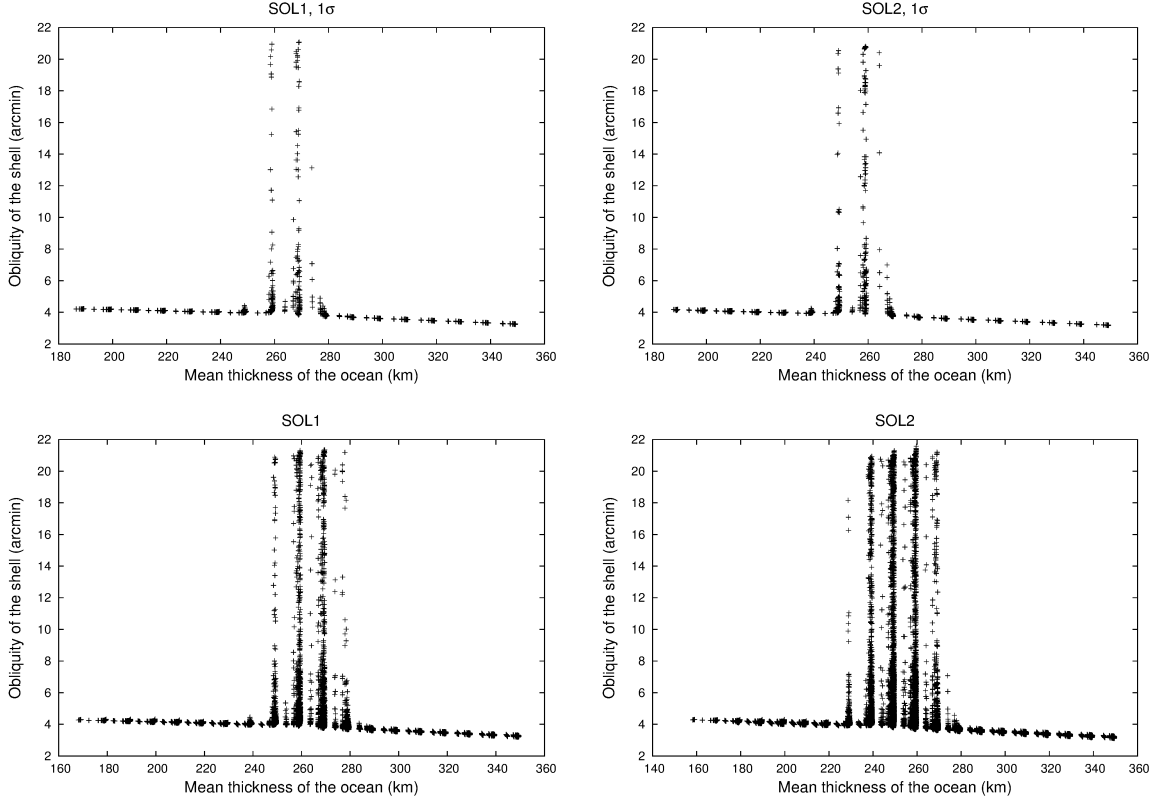 SOL1, 1σ
22
20
18
16
14
12
10
8
6
4
2
180 200 220 240 260 280 300 320 340 360
Obliquity of the shell (arcmin)
Mean thickness of the ocean (km)
SOL2, 1σ
22
20
18
16
14
12
10
8
6
4
2
180 200 220 240 260 280 300 320 340 360
Obliquity of the shell (arcmin)
Mean thickness of the ocean (km)
SOL1
22
20
18
16
14
12
10
8
6
4
2
160 180 200 220 240 260 280 300 320 340 360
Obliquity of the shell (arcmin)
Mean thickness of the ocean (km)
SOL2
22
20
18
16
14
12
10
8
6
4
2
140 160 180 200 220 240 260 280 300 320 340 360
Obliquity of the shell (arcmin)
Mean thickness of the ocean (km)